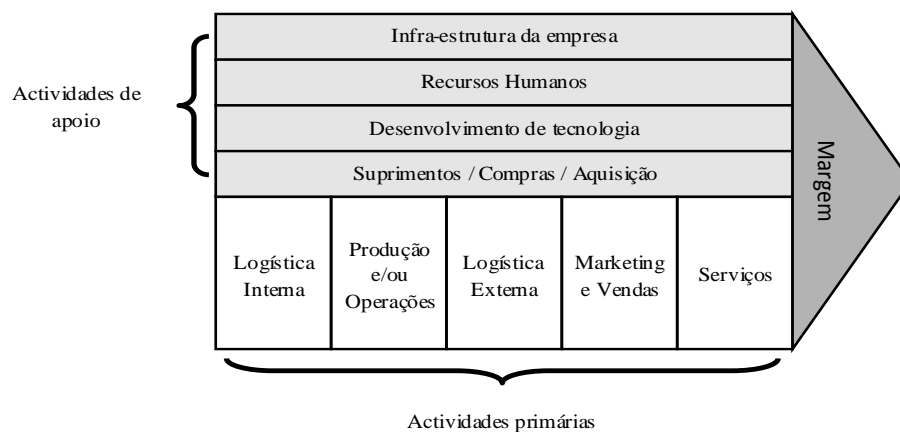 Infra-estrutura da empresa
Recursos Humanos
Desenvolvimento de tecnologia
Suprimentos / Compras / Aquisição
Actividades de
apoio
Logística
Interna
Produção
e/ou
Operações
Logística
Externa
Marketing
e Vendas
Serviços
Margem
Actividades primárias